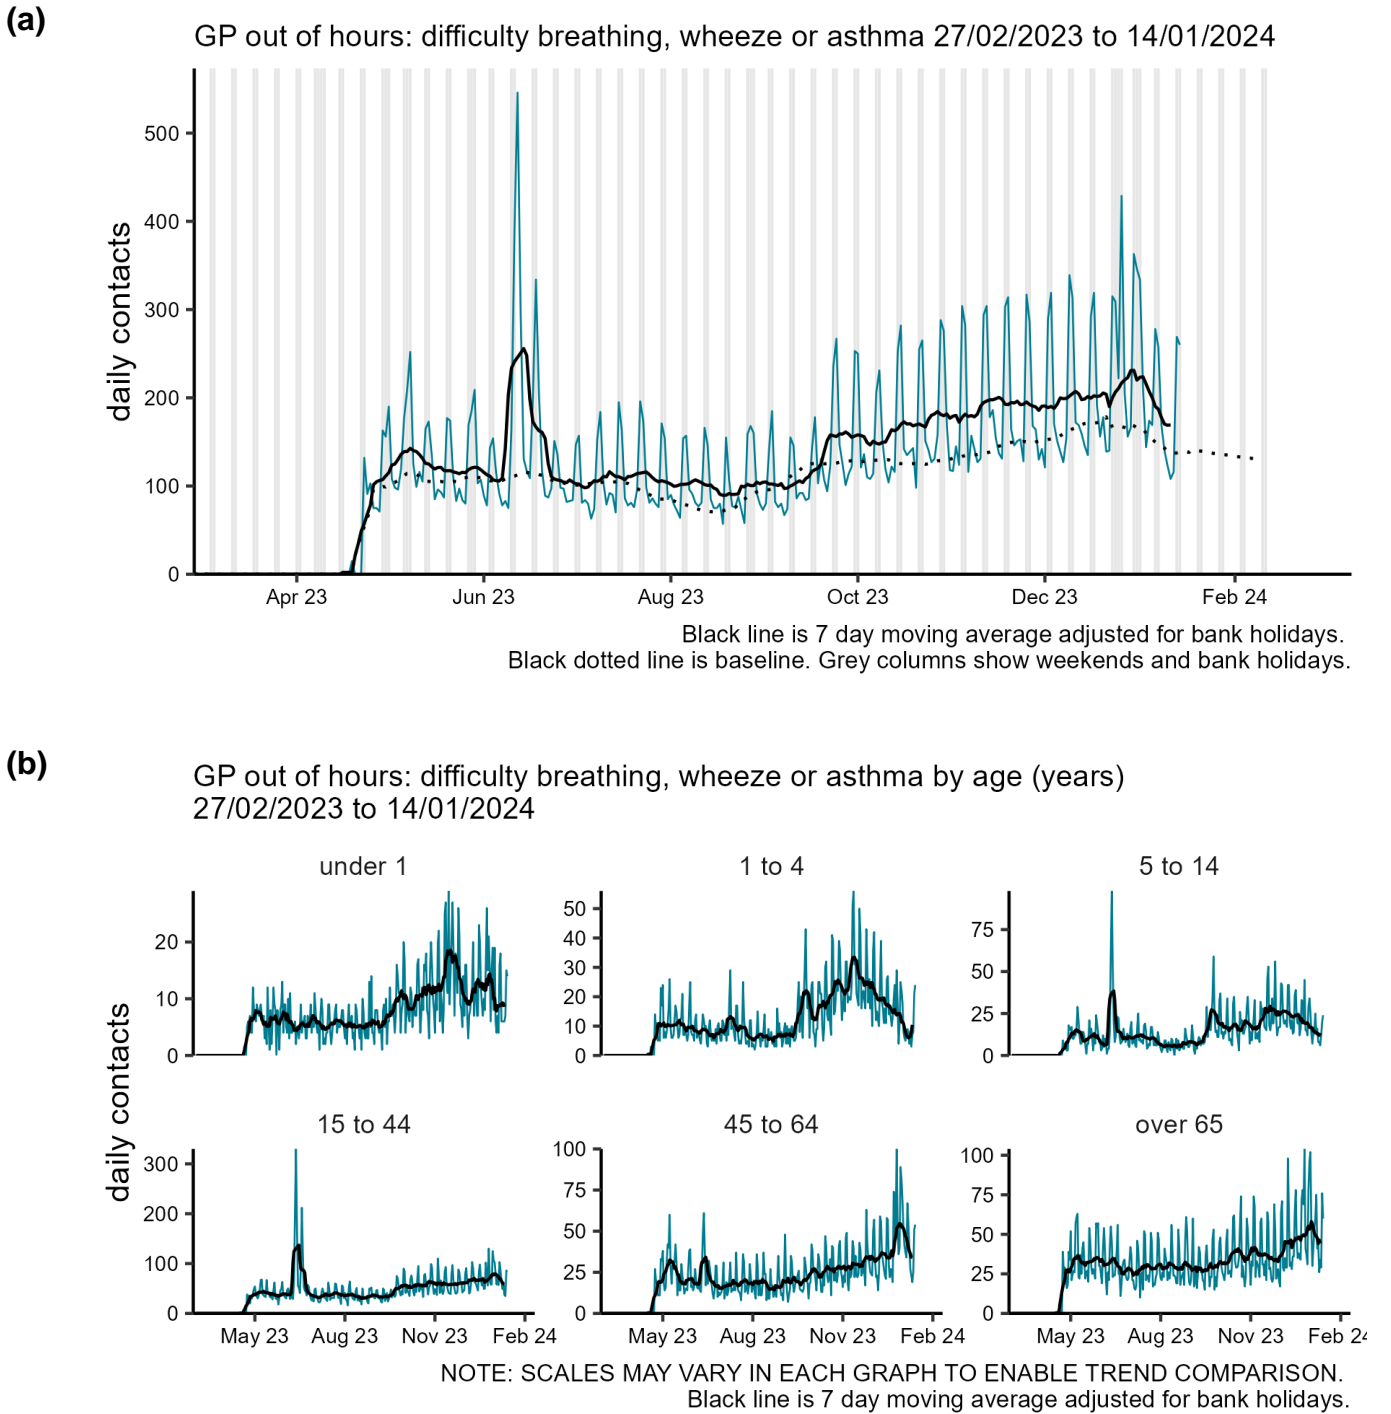 (a)
GP out of hours: difficulty breathing, wheeze or asthma 27/02/2023 to 14/01/2024
daily contacts
500
400
300
200
100
0
Apr 23 Jun 23 Aug 23 Oct 23 Dec 23 Feb 24
Black line is 7 day moving average adjusted for bank holidays.
Black dotted line is baseline. Grey columns show weekends and bank holidays.
(b)
GP out of hours: difficulty breathing, wheeze or asthma by age (years)
27/02/2023 to 14/01/2024
daily contacts
under 1
20
10
0
1 to 4
50
40
30
20
10
0
5 to 14
75
50
25
0
15 to 44
300
200
100
0
May 23 Aug 23 Nov 23 Feb 24
45 to 64
100
75
50
25
0
May 23 Aug 23 Nov 23 Feb 24
over 65
100
75
50
25
0
May 23 Aug 23 Nov 23 Feb 24
NOTE: SCALES MAY VARY IN EACH GRAPH TO ENABLE TREND COMPARISON.
Black line is 7 day moving average adjusted for bank holidays.